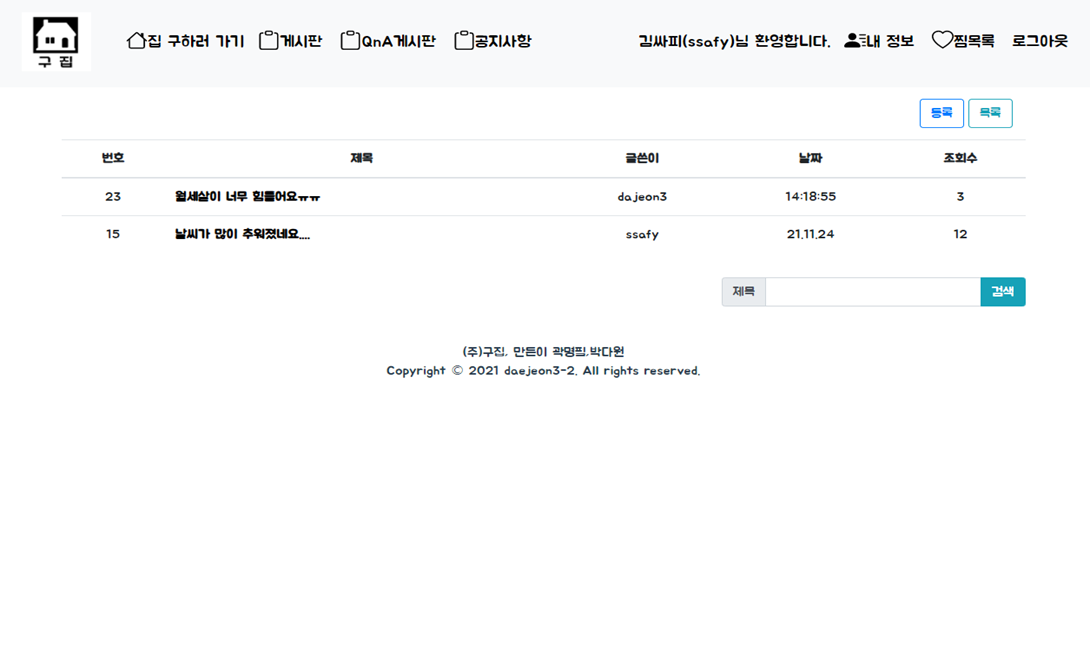 구 집
집 구하러 가기 게시판 QnA게시판 공지사항 김싸피(ssafy)님 환영합니다. 내 정보 찜목록 로그아웃
등록 목록
번호 제목 글쓴이 날짜 조회수
23 월세살이 너무 힘들어요ㅠㅠ dajeon3 14:18:55 3
15 날씨가 많이 추워졌네요.... ssafy 21.11.24 12
제목 검색
(주)구집, 만든이 곽명필,박다원
Copyright © 2021 daejeon3-2. All rights reserved.